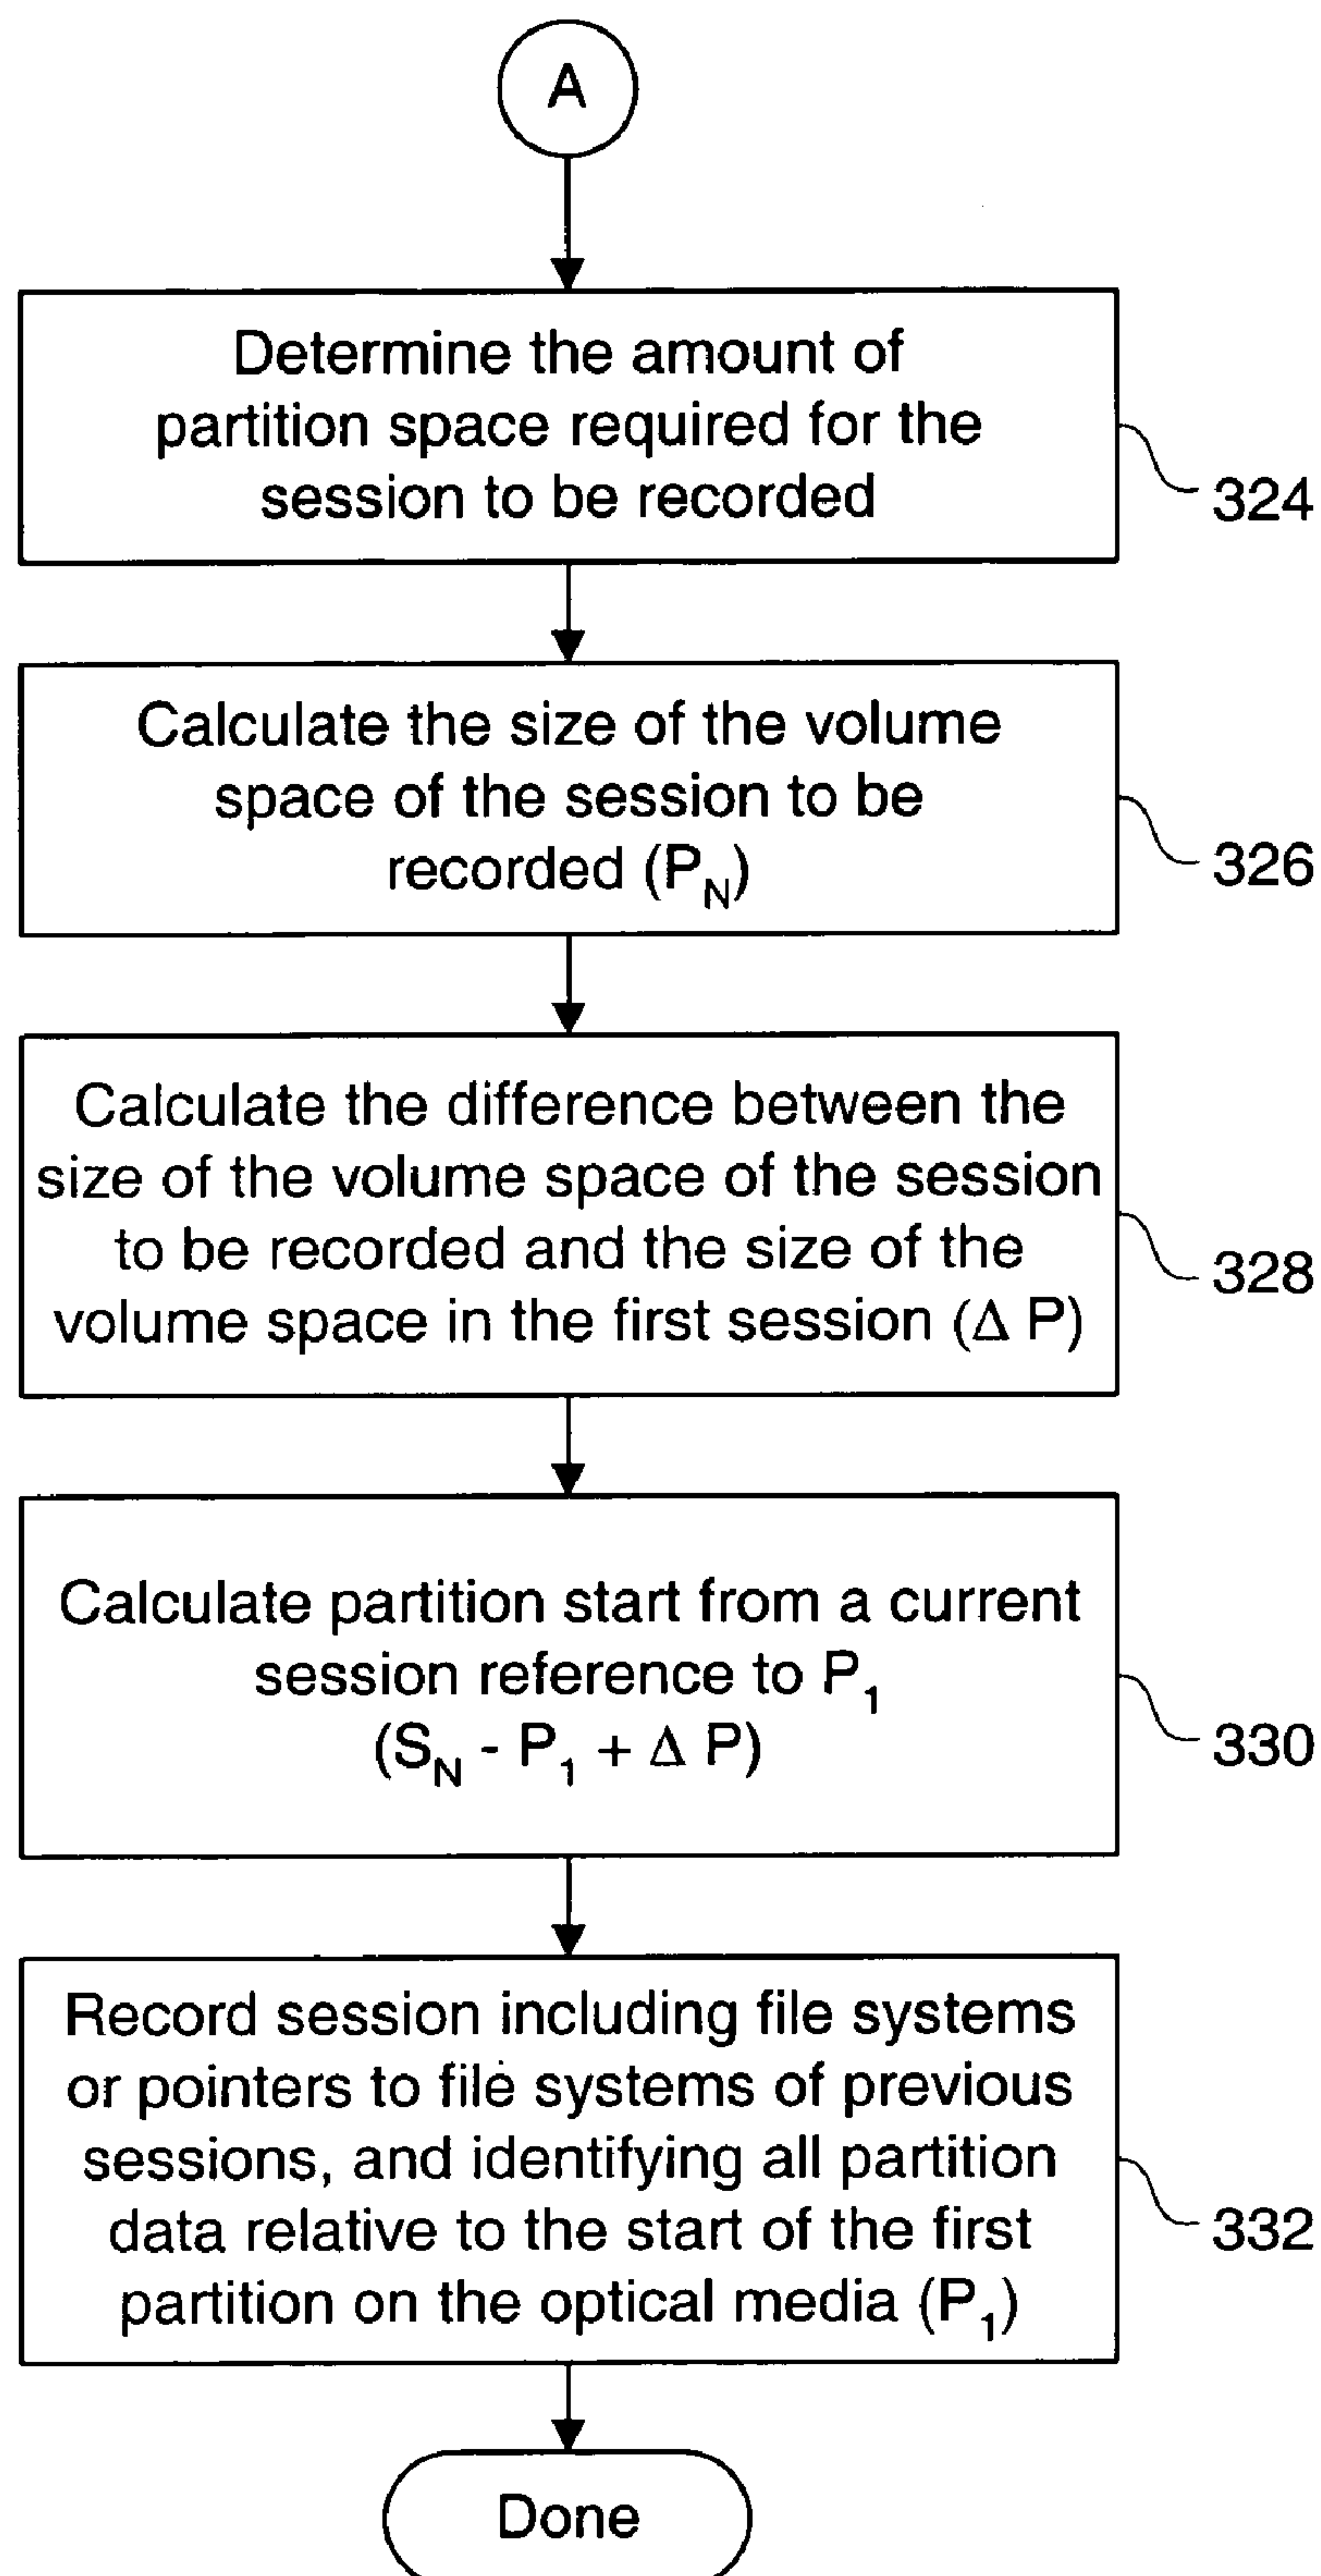 A
Determine the amount of
partition space required for the
session to be recorded
324
Calculate the size of the volume
space of the session to be
recorded (P_N)
326
Calculate the difference between the
size of the volume space of the session
to be recorded and the size of the
volume space in the first session (Δ P)
328
Calculate partition start from a current
session reference to P_1
(S_N - P_1 + Δ P)
330
Record session including file systems
or pointers to file systems of previous
sessions, and identifying all partition
data relative to the start of the first
partition on the optical media (P_1)
332
Done